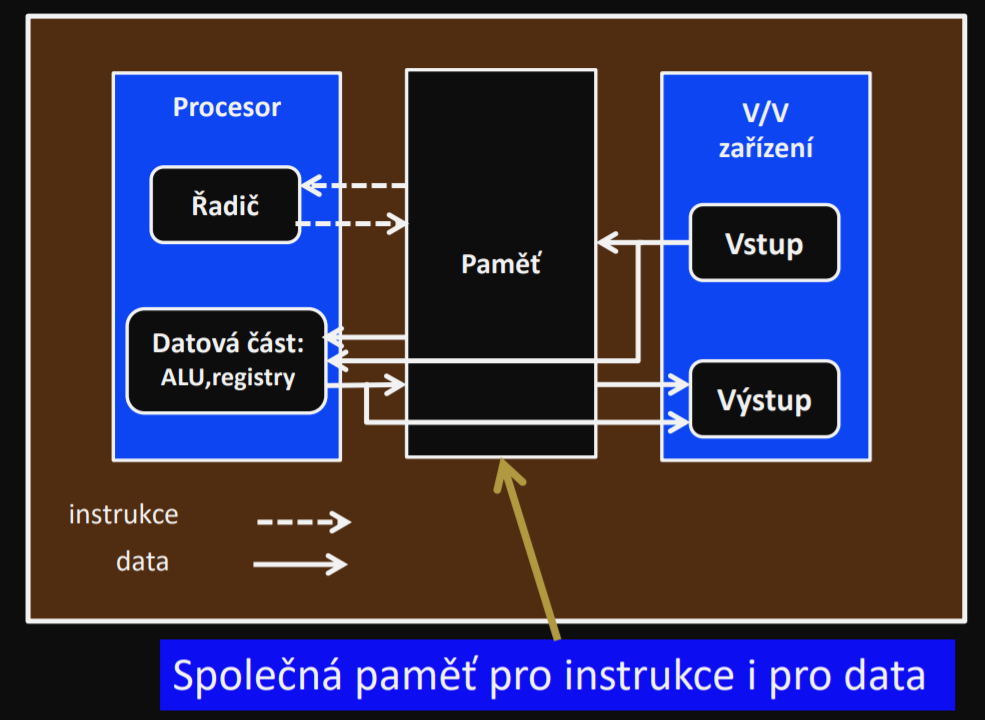 Procesor
V/V
zařízení
Řadič
Paměť
Vstup
Datová část:
ALU,registry
Výstup
instrukce
data
Společná paměť pro instrukce i pro data